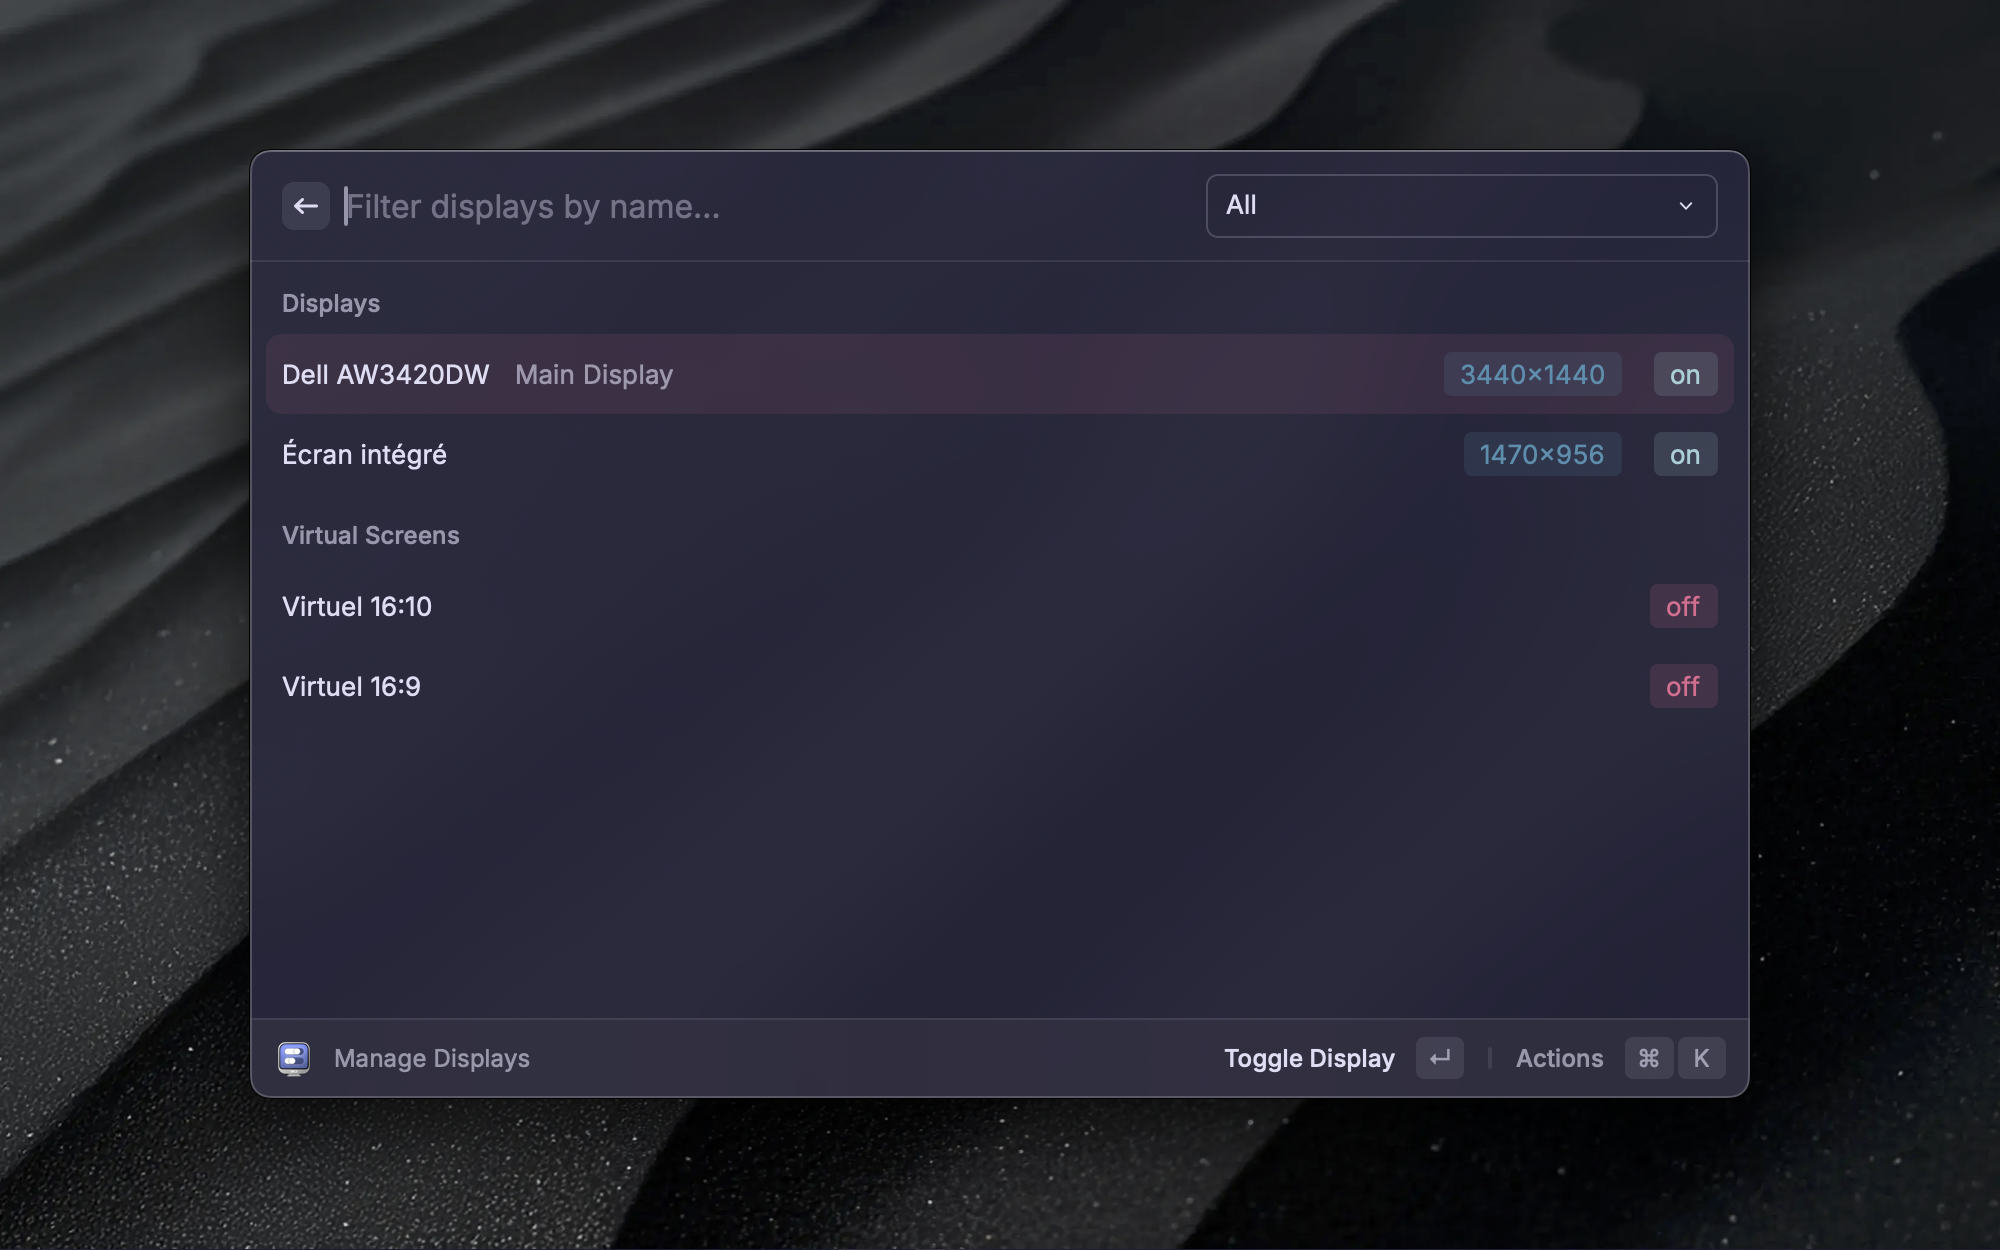 Filter displays by name...
All
Displays
Dell AW3420DW Main Display 3440×1440 on
Écran intégré 1470×956 on
Virtual Screens
Virtuel 16:10 off
Virtuel 16:9 off
Manage Displays Toggle Display ↵ Actions ⌘ K